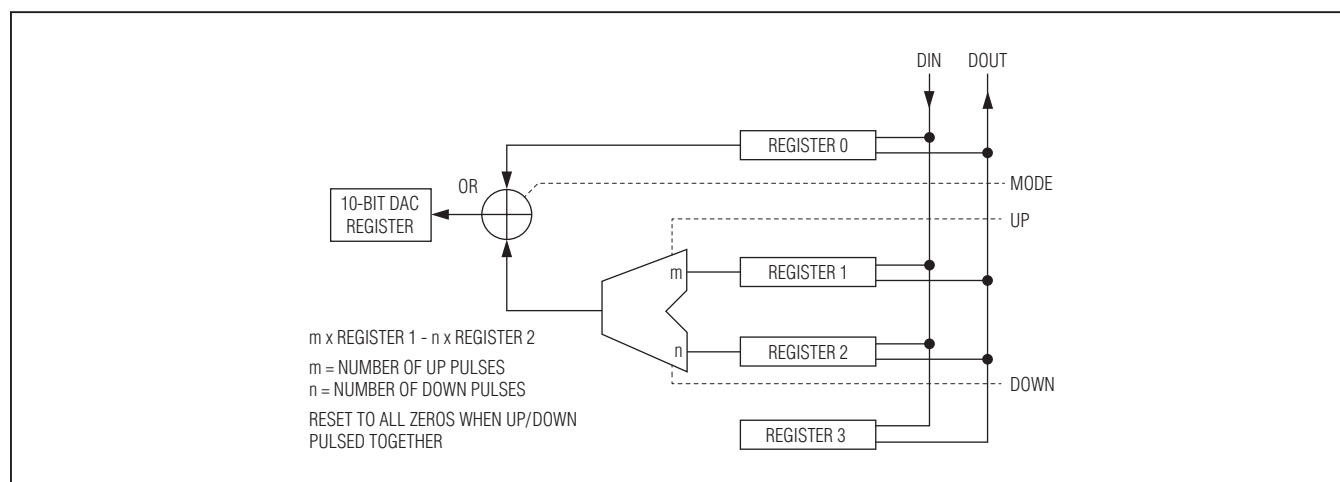 DIN DOUT
REGISTER 0
MODE
OR
10-BIT DAC
REGISTER
UP
m
REGISTER 1
n
REGISTER 2
DOWN
m x REGISTER 1 - n x REGISTER 2
m = NUMBER OF UP PULSES
n = NUMBER OF DOWN PULSES
RESET TO ALL ZEROS WHEN UP/DOWN
PULSED TOGETHER
REGISTER 3